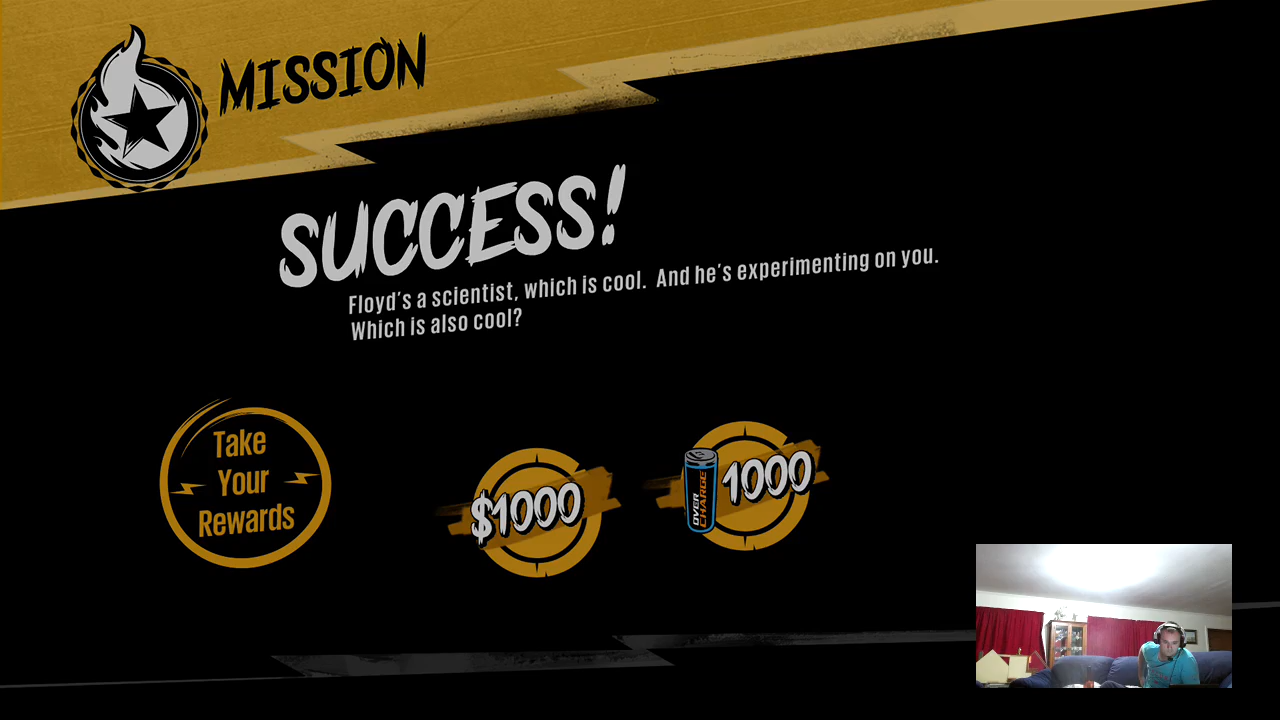 MISSION
SUCCESS!
Floyd's a scientist, which is cool.  And he's experimenting on you.
Which is also cool?
Take
Your
Rewards
$1000
OVER
CHARGE
1000